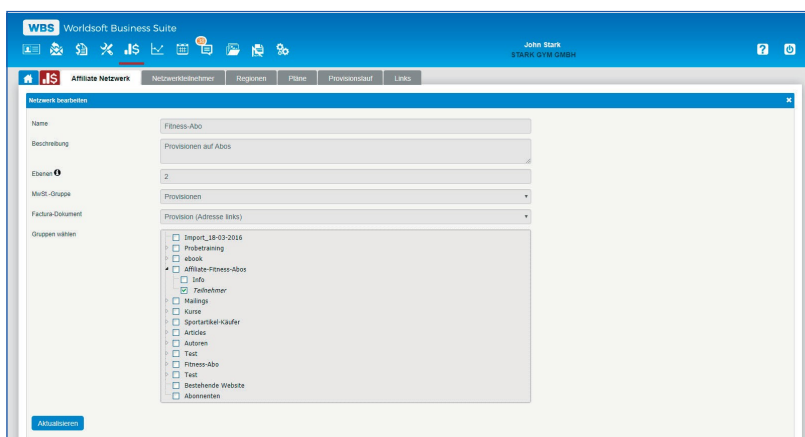 WBS Worldsoft Business Suite
John Stark
STARK GYM GMBH
Affiliate Netzwerk Netzwerkteilnehmer Regionen Pläne Provisionslauf Links
Netzwerk bearbeiten
Name Fitness-Abo
Beschreibung Provisionen auf Abos
Ebenen 2
MwSt.-Gruppe Provisionen
Factura-Dokument Provision (Adresse links)
Gruppen wählen
Import_18-03-2016
Probetraining
ebook
Affiliate-Fitness-Abos
Info
Teilnehmer
Mailings
Kurse
Sportartikel-Käufer
Articles
Autoren
Test
Fitness-Abo
Test
Bestehende Website
Abonnenten
Aktualisieren